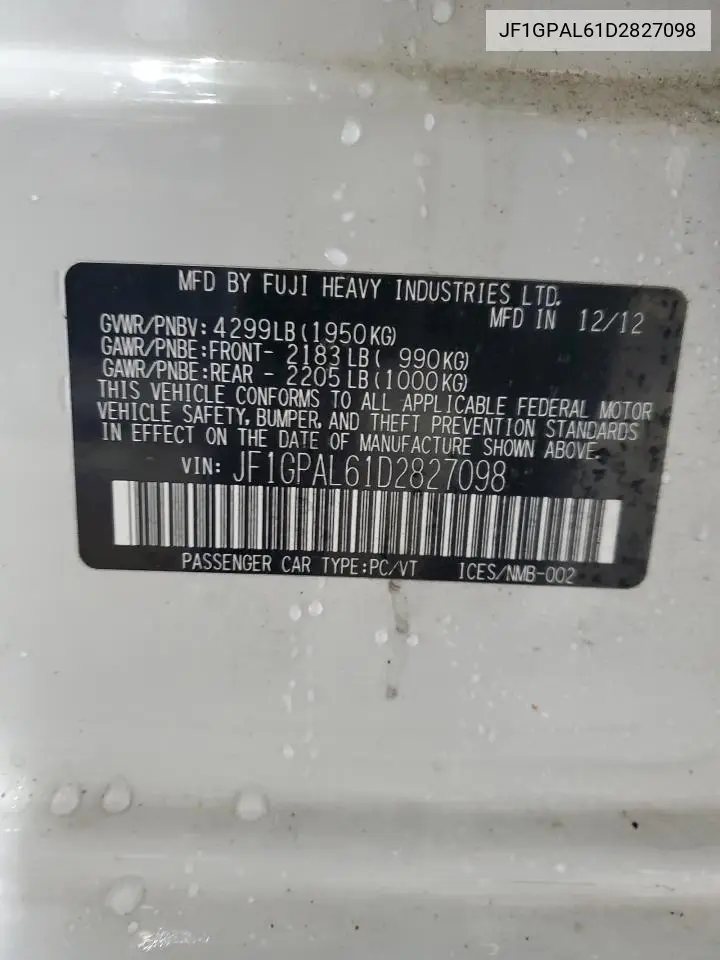 JF1GPAL61D2827098
MFD BY FUJI HEAVY INDUSTRIES LTD.
MFD IN 12/12
GVWR/PNBV: 4299LB(1950KG)
GAWR/PNBE:FRONT- 2183LB( 990KG)
GAWR/PNBE:REAR - 2205LB(1000KG)
THIS VEHICLE CONFORMS TO ALL APPLICABLE FEDERAL MOTOR
VEHICLE SAFETY, BUMPER, AND THEFT PREVENTION STANDARDS
IN EFFECT ON THE DATE OF MANUFACTURE SHOWN ABOVE.
VIN: JF1GPAL61D2827098
PASSENGER CAR TYPE:PC/VT ICES/NMB-002